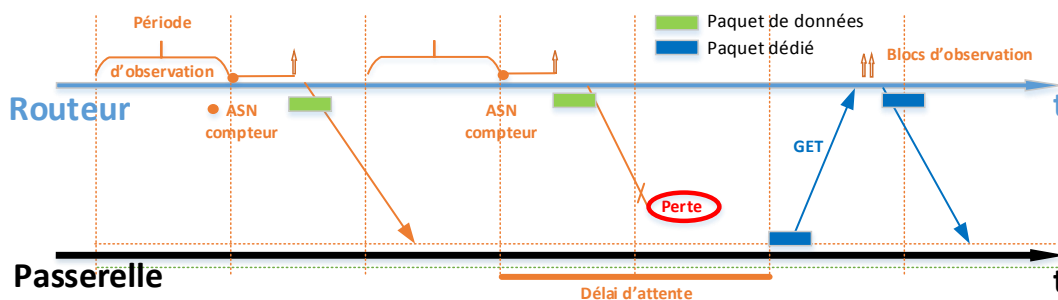 Période
d'observation
Paquet de données
Paquet dédié
Blocs d'observation
Routeur
t
ASN
compteur
ASN
compteur
GET
Perte
Passerelle
t
Délai d'attente